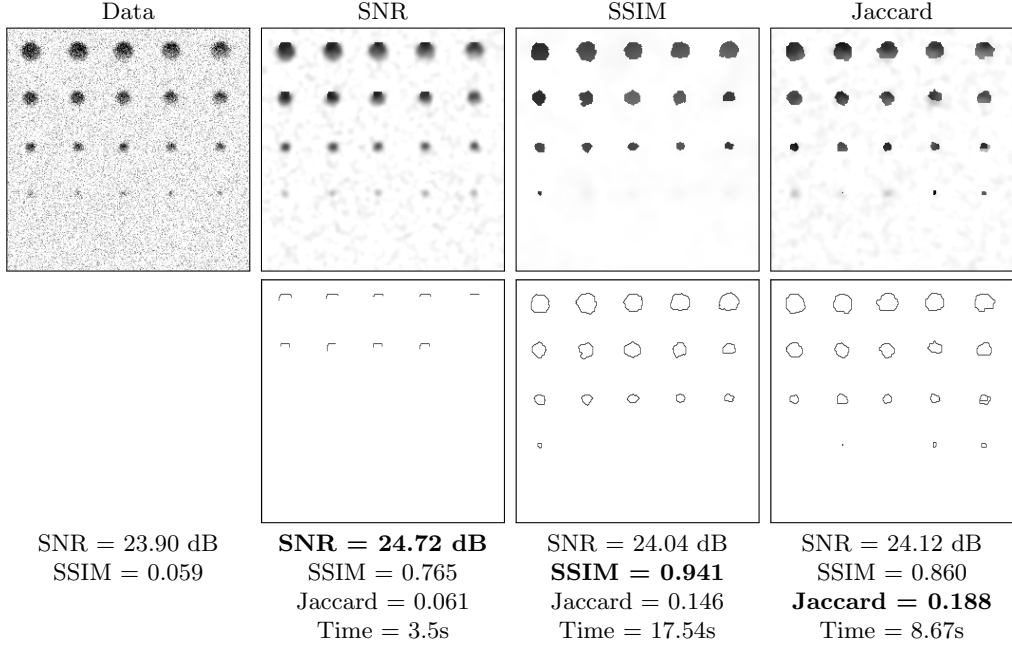 Data SNR SSIM Jaccard
SNR = 23.90 dB SNR = 24.72 dB SNR = 24.04 dB SNR = 24.12 dB
SSIM = 0.059 SSIM = 0.765 SSIM = 0.941 SSIM = 0.860
Jaccard = 0.061 Jaccard = 0.146 Jaccard = 0.188
Time = 3.5s Time = 17.54s Time = 8.67s